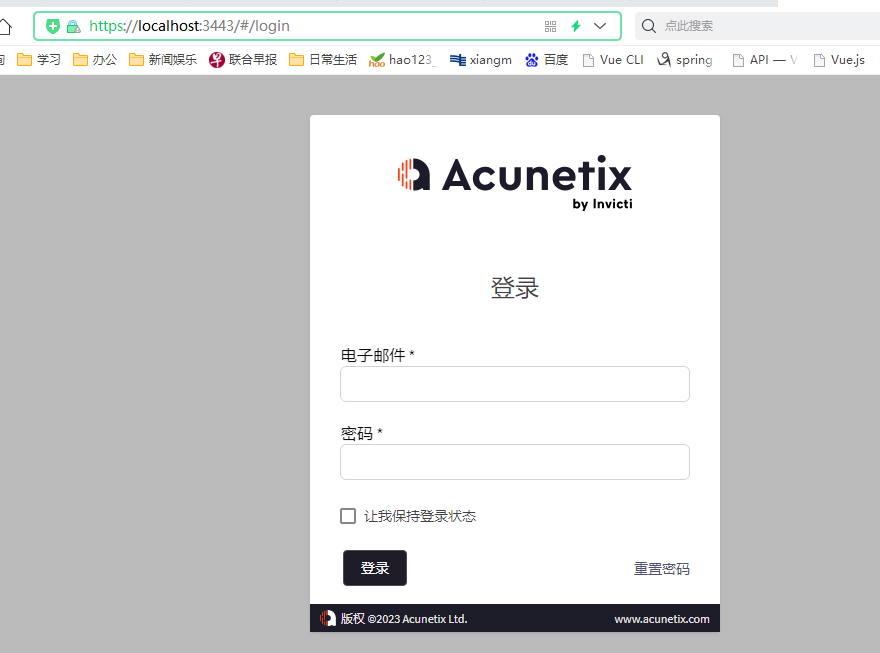 https://localhost:3443/#/login
点此搜索
学习 办公 新闻娱乐 联合早报 日常生活 hao123_ xiangm 百度 Vue CLI spring API — V Vue.js
Acunetix
by Invicti
登录
电子邮件 *
密码 *
让我保持登录状态
登录 重置密码
版权 ©2023 Acunetix Ltd. www.acunetix.com